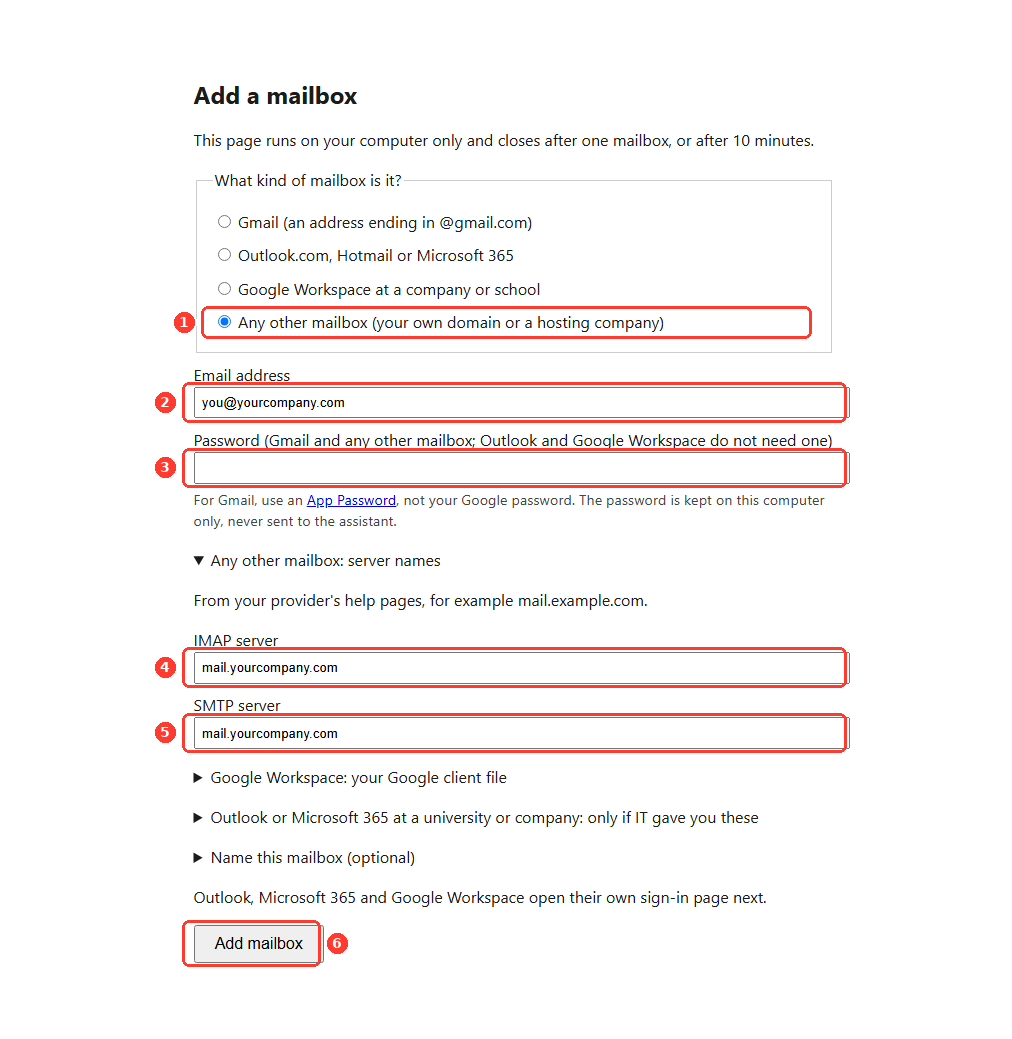 Add a mailbox
This page runs on your computer only and closes after one mailbox, or after 10 minutes.
What kind of mailbox is it?
Gmail (an address ending in @gmail.com)
Outlook.com, Hotmail or Microsoft 365
Google Workspace at a company or school
1 Any other mailbox (your own domain or a hosting company)
Email address
2 you@yourcompany.com
Password (Gmail and any other mailbox; Outlook and Google Workspace do not need one)
3
For Gmail, use an App Password, not your Google password. The password is kept on this computer
only, never sent to the assistant.
▼ Any other mailbox: server names
From your provider's help pages, for example mail.example.com.
IMAP server
4 mail.yourcompany.com
SMTP server
5 mail.yourcompany.com
▶ Google Workspace: your Google client file
▶ Outlook or Microsoft 365 at a university or company: only if IT gave you these
▶ Name this mailbox (optional)
Outlook, Microsoft 365 and Google Workspace open their own sign-in page next.
Add mailbox 6